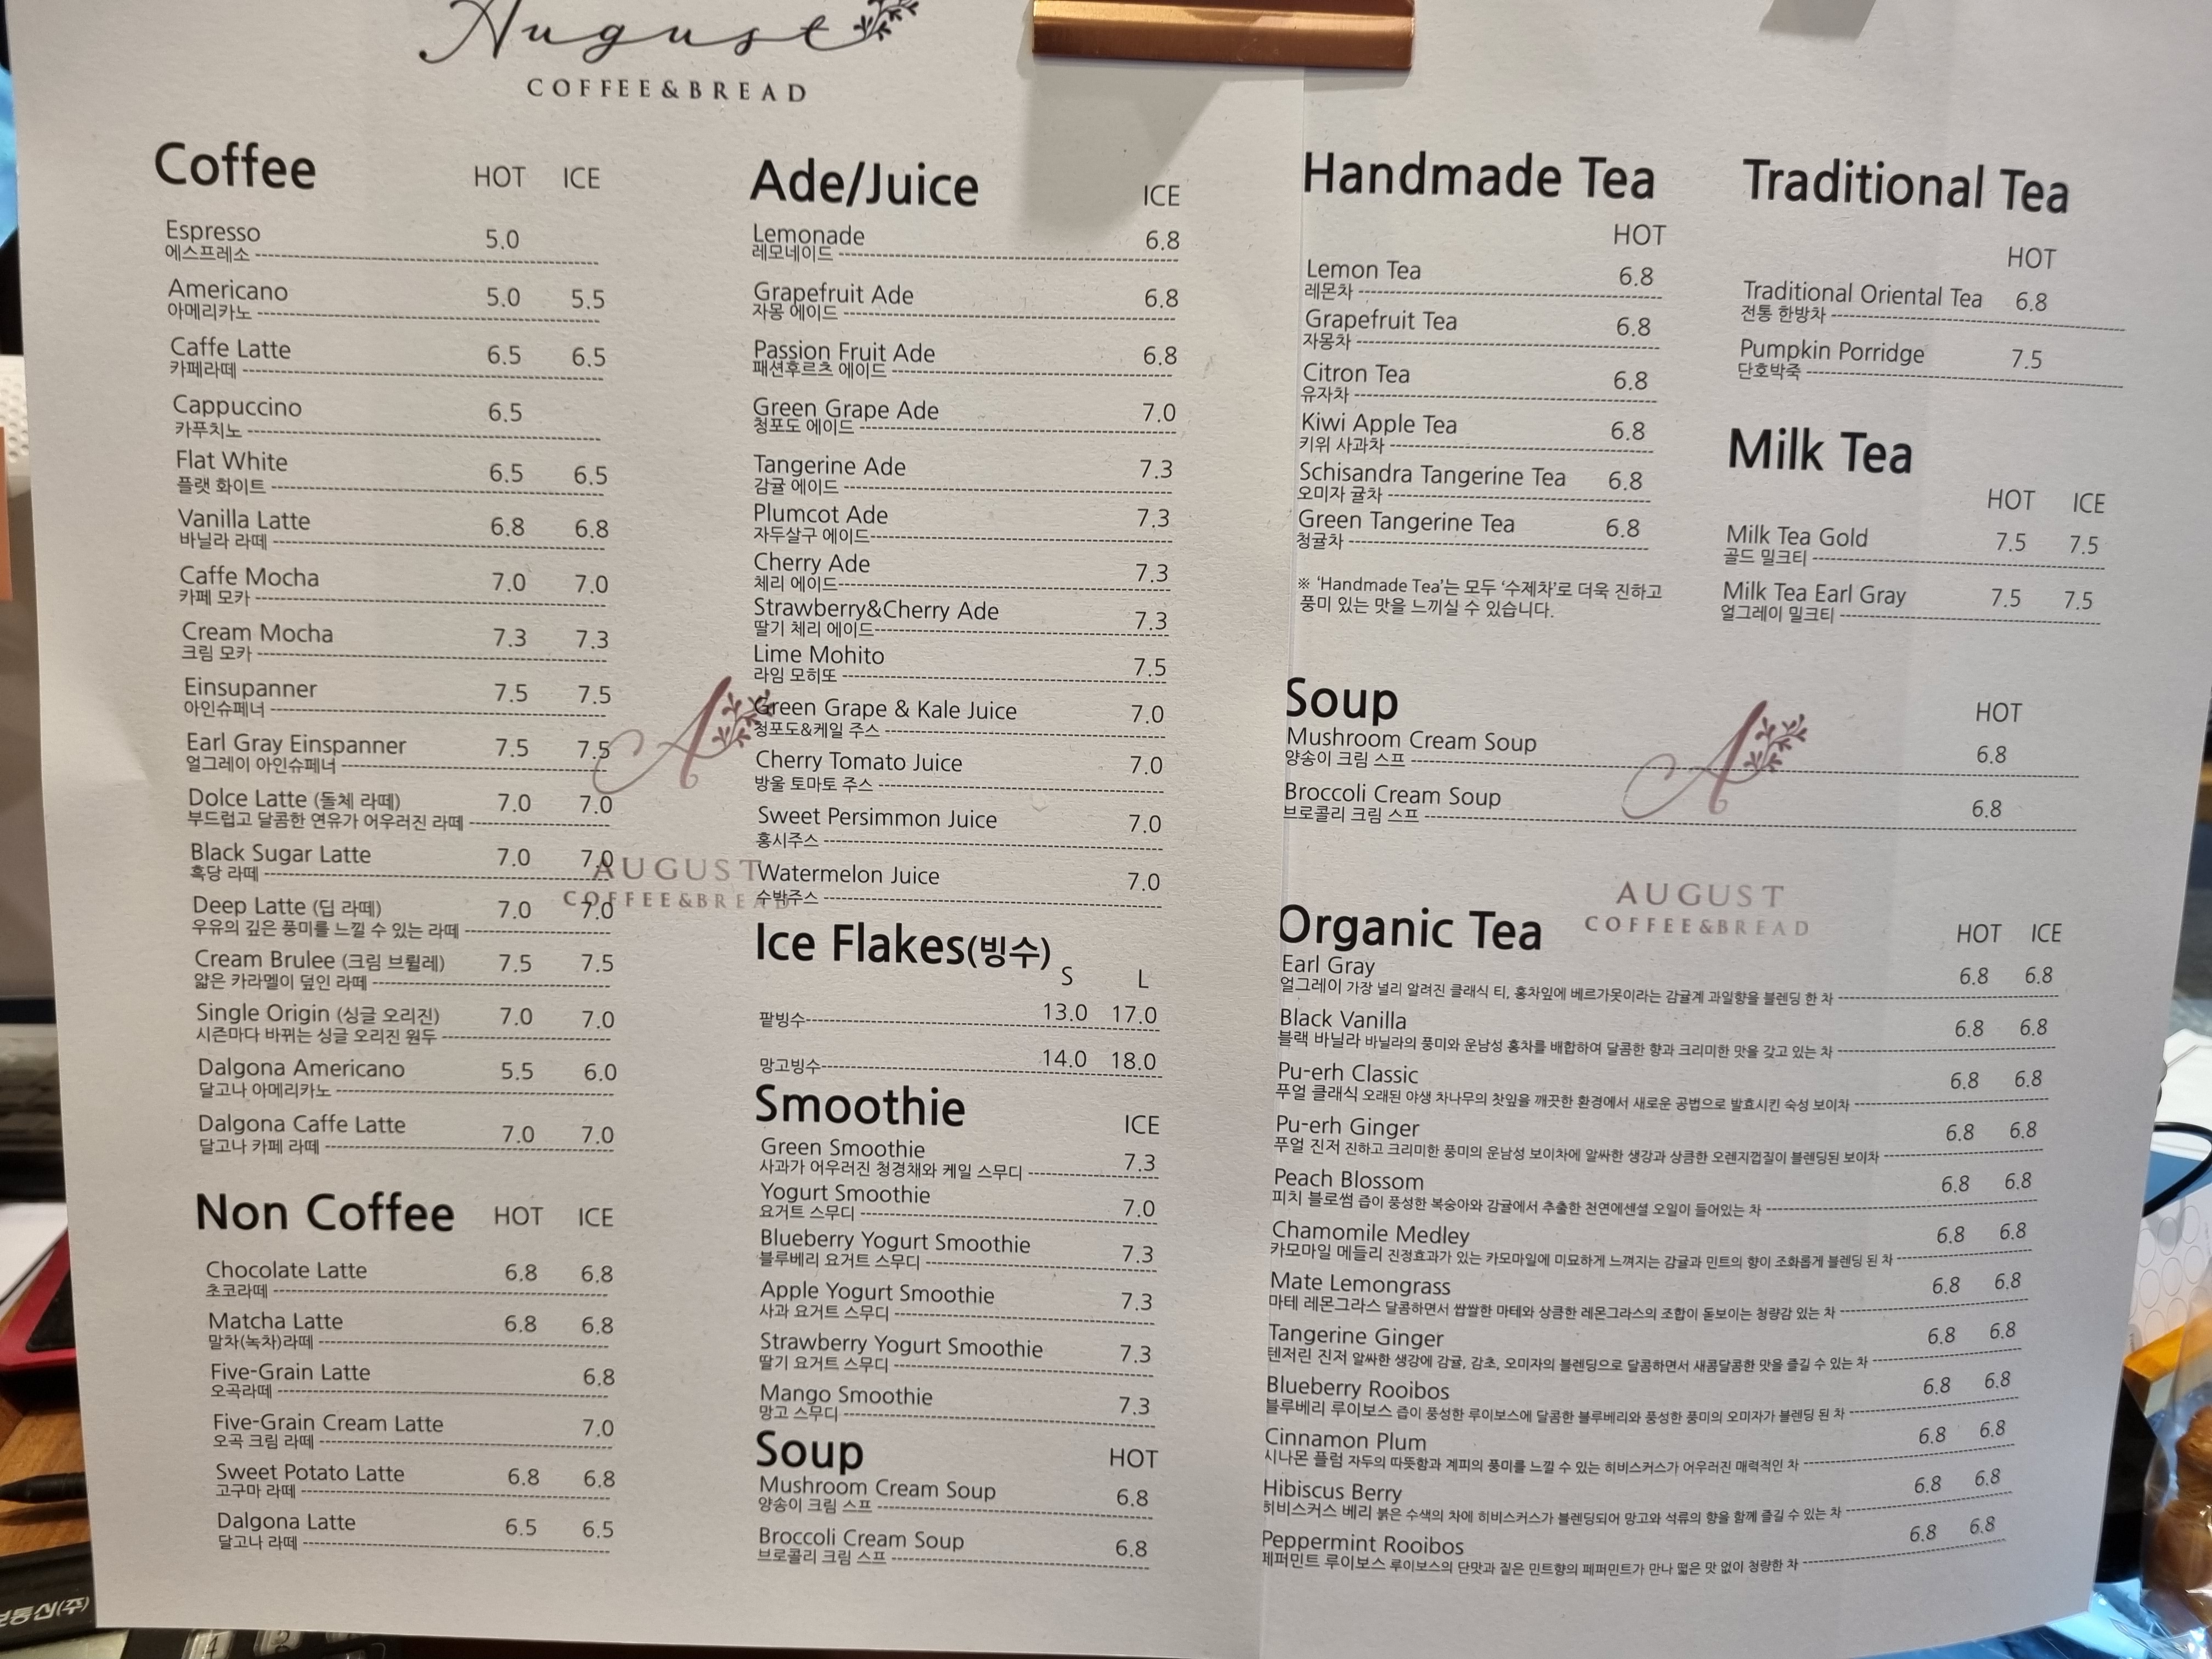 August
COFFEE&BREAD
Coffee HOT ICE
Espresso 5.0
에스프레소
Americano 5.0 5.5
아메리카노
Caffe Latte 6.5 6.5
카페라떼
Cappuccino 6.5
카푸치노
Flat White 6.5 6.5
플랫 화이트
Vanilla Latte 6.8 6.8
바닐라 라떼
Caffe Mocha 7.0 7.0
카페 모카
Cream Mocha 7.3 7.3
크림 모카
Einsupanner 7.5 7.5
아인슈페너
Earl Gray Einspanner 7.5 7.5
얼그레이 아인슈페너
Dolce Latte (돌체 라떼) 7.0 7.0
부드럽고 달콤한 연유가 어우러진 라떼
Black Sugar Latte 7.0 7.0
흑당 라떼
Deep Latte (딥 라떼) 7.0 7.0
우유의 깊은 풍미를 느낄 수 있는 라떼
Cream Brulee (크림 브륄레) 7.5 7.5
얇은 카라멜이 덮인 라떼
Single Origin (싱글 오리진) 7.0 7.0
시즌마다 바뀌는 싱글 오리진 원두
Dalgona Americano 5.5 6.0
달고나 아메리카노
Dalgona Caffe Latte 7.0 7.0
달고나 카페 라떼
Non Coffee HOT ICE
Chocolate Latte 6.8 6.8
초코라떼
Matcha Latte 6.8 6.8
말차(녹차)라떼
Five-Grain Latte 6.8
오곡라떼
Five-Grain Cream Latte 7.0
오곡 크림 라떼
Sweet Potato Latte 6.8 6.8
고구마 라떼
Dalgona Latte 6.5 6.5
달고나 라떼
Ade/Juice ICE
Lemonade 6.8
레모네이드
Grapefruit Ade 6.8
자몽 에이드
Passion Fruit Ade 6.8
패션후르츠 에이드
Green Grape Ade 7.0
청포도 에이드
Tangerine Ade 7.3
감귤 에이드
Plumcot Ade 7.3
자두살구 에이드
Cherry Ade 7.3
체리 에이드
Strawberry&Cherry Ade 7.3
딸기 체리 에이드
Lime Mohito 7.5
라임 모히또
Green Grape & Kale Juice 7.0
청포도&케일 주스
Cherry Tomato Juice 7.0
방울 토마토 주스
Sweet Persimmon Juice 7.0
홍시주스
Watermelon Juice 7.0
수박주스
A
AUGUST
COFFEE&BREAD
Ice Flakes(빙수) S L
팥빙수 13.0 17.0
망고빙수 14.0 18.0
Smoothie ICE
Green Smoothie 7.3
사과가 어우러진 청경채와 케일 스무디
Yogurt Smoothie 7.0
요거트 스무디
Blueberry Yogurt Smoothie 7.3
블루베리 요거트 스무디
Apple Yogurt Smoothie 7.3
사과 요거트 스무디
Strawberry Yogurt Smoothie 7.3
딸기 요거트 스무디
Mango Smoothie 7.3
망고 스무디
Soup HOT
Mushroom Cream Soup 6.8
양송이 크림 스프
Broccoli Cream Soup 6.8
브로콜리 크림 스프
Handmade Tea
HOT
Lemon Tea 6.8
레몬차
Grapefruit Tea 6.8
자몽차
Citron Tea 6.8
유자차
Kiwi Apple Tea 6.8
키위 사과차
Schisandra Tangerine Tea 6.8
오미자 귤차
Green Tangerine Tea 6.8
청귤차
※ 'Handmade Tea'는 모두 '수제차'로 더욱 진하고
풍미 있는 맛을 느끼실 수 있습니다.
Traditional Tea
HOT
Traditional Oriental Tea 6.8
전통 한방차
Pumpkin Porridge 7.5
단호박죽
Milk Tea
HOT ICE
Milk Tea Gold 7.5 7.5
골드 밀크티
Milk Tea Earl Gray 7.5 7.5
얼그레이 밀크티
Soup HOT
Mushroom Cream Soup 6.8
양송이 크림 스프
Broccoli Cream Soup 6.8
브로콜리 크림 스프
A
AUGUST
COFFEE&BREAD
Organic Tea HOT ICE
Earl Gray 6.8 6.8
얼그레이 가장 널리 알려진 클래식 티, 홍차잎에 베르가못이라는 감귤계 과일향을 블렌딩 한 차
Black Vanilla 6.8 6.8
블랙 바닐라 바닐라의 풍미와 운남성 홍차를 배합하여 달콤한 향과 크리미한 맛을 갖고 있는 차
Pu-erh Classic 6.8 6.8
푸얼 클래식 오래된 야생 차나무의 찻잎을 깨끗한 환경에서 새로운 공법으로 발효시킨 숙성 보이차
Pu-erh Ginger 6.8 6.8
푸얼 진저 진하고 크리미한 풍미의 운남성 보이차에 알싸한 생강과 상큼한 오렌지껍질이 블렌딩된 보이차
Peach Blossom 6.8 6.8
피치 블로썸 즙이 풍성한 복숭아와 감귤에서 추출한 천연에센셜 오일이 들어있는 차
Chamomile Medley 6.8 6.8
카모마일 메들리 진정효과가 있는 카모마일에 미묘하게 느껴지는 감귤과 민트의 향이 조화롭게 블렌딩 된 차
Mate Lemongrass 6.8 6.8
마테 레몬그라스 달콤하면서 쌉쌀한 마테와 상큼한 레몬그라스의 조합이 돋보이는 청량감 있는 차
Tangerine Ginger 6.8 6.8
텐저린 진저 알싸한 생강에 감귤, 감초, 오미자의 블렌딩으로 달콤하면서 새콤달콤한 맛을 즐길 수 있는 차
Blueberry Rooibos 6.8 6.8
블루베리 루이보스 즙이 풍성한 루이보스에 달콤한 블루베리와 풍성한 풍미의 오미자가 블렌딩 된 차
Cinnamon Plum 6.8 6.8
시나몬 플럼 자두의 따뜻함과 계피의 풍미를 느낄 수 있는 히비스커스가 어우러진 매력적인 차
Hibiscus Berry 6.8 6.8
히비스커스 베리 붉은 수색의 차에 히비스커스가 블렌딩되어 망고와 석류의 향을 함께 즐길 수 있는 차
Peppermint Rooibos 6.8 6.8
페퍼민트 루이보스 루이보스의 단맛과 짙은 민트향의 페퍼민트가 만나 떫은 맛 없이 청량한 차
통신(주)
4
5